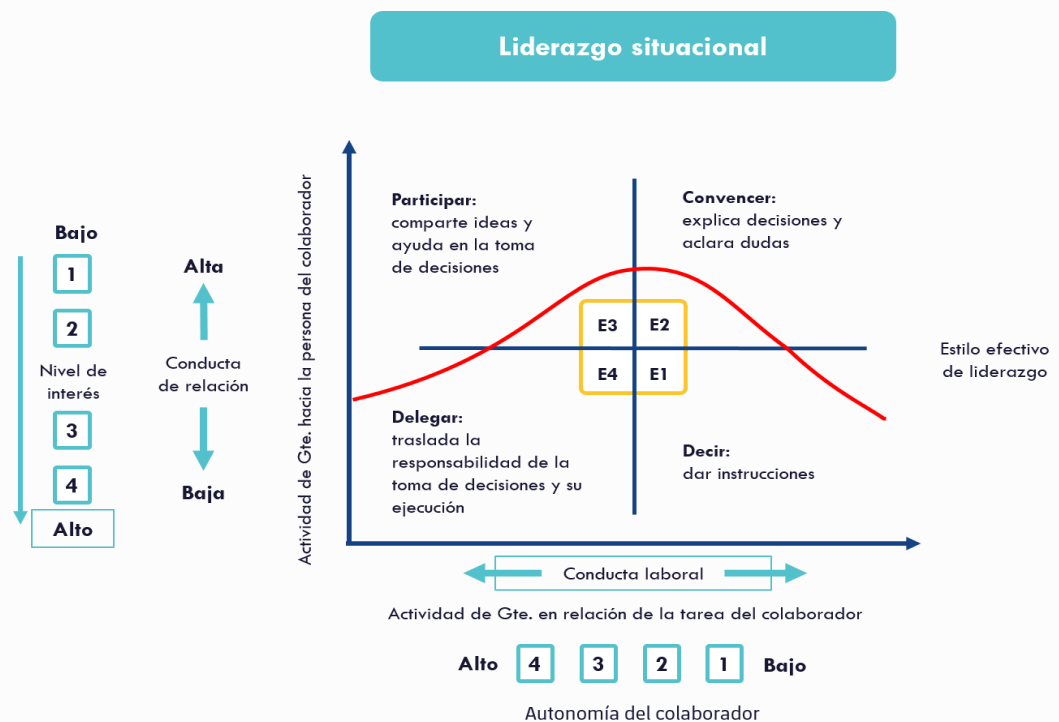 Liderazgo situacional
Bajo
1
2
Nivel de
interés
3
4
Alto
Alta
Conducta
de relación
Baja
Actividad de Gte. hacia la persona del colaborador
Participar:
comparte ideas y
ayuda en la toma
de decisiones
Convencer:
explica decisiones y
aclara dudas
E3
E2
E4
E1
Delegar:
traslada la
responsabilidad de la
toma de decisiones y su
ejecución
Decir:
dar instrucciones
Estilo efectivo
de liderazgo
Conducta laboral
Actividad de Gte. en relación de la tarea del colaborador
Alto 4 3 2 1 Bajo
Autonomía del colaborador